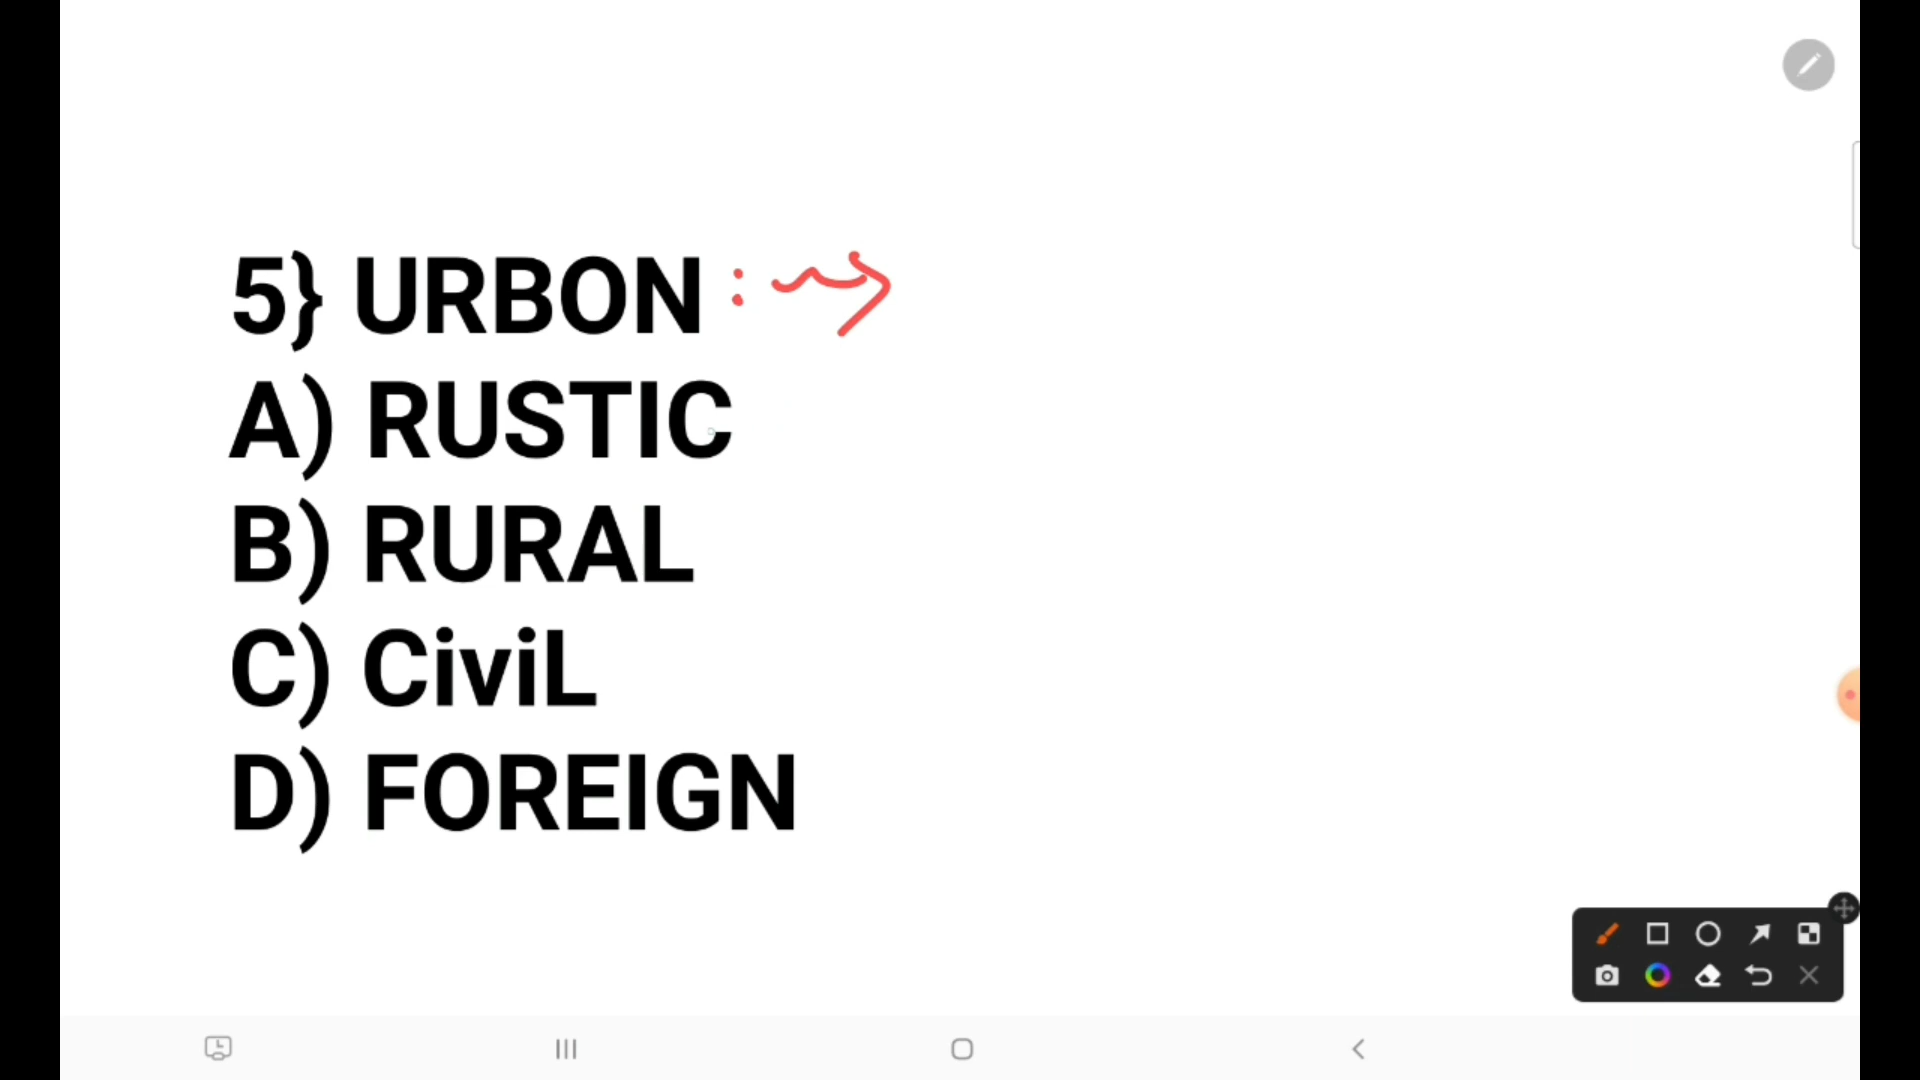 5} URBON :
A) RUSTIC
B) RURAL
C) CiviL
D) FOREIGN